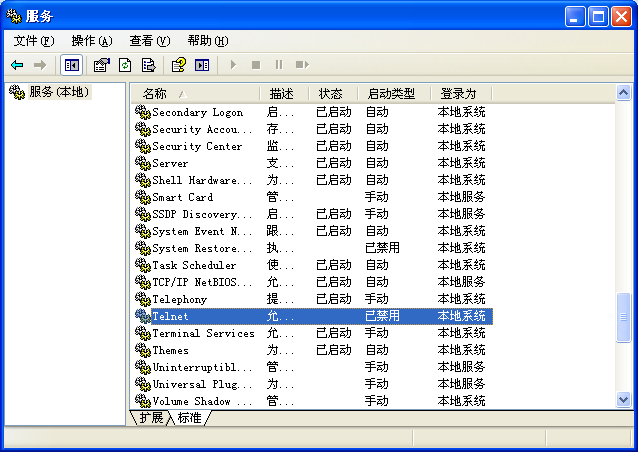 服务
文件(F) 操作(A) 查看(V) 帮助(H)
服务(本地)
名称 描述 状态 启动类型 登录为
Secondary Logon 启... 已启动 自动 本地系统
Security Accou... 存... 已启动 自动 本地系统
Security Center 监... 已启动 自动 本地系统
Server 支... 已启动 自动 本地系统
Shell Hardware... 为... 已启动 自动 本地系统
Smart Card 管... 手动 本地服务
SSDP Discovery... 启... 已启动 手动 本地服务
System Event N... 跟... 已启动 自动 本地系统
System Restore... 执... 已禁用 本地系统
Task Scheduler 使... 已启动 自动 本地系统
TCP/IP NetBIOS... 允... 已启动 自动 本地服务
Telephony 提... 已启动 手动 本地系统
Telnet 允... 已禁用 本地系统
Terminal Services 允... 已启动 手动 本地系统
Themes 为... 已启动 自动 本地系统
Uninterruptibl... 管... 手动 本地服务
Universal Plug... 为... 手动 本地服务
Volume Shadow ... 管... 手动 本地系统
扩展 标准